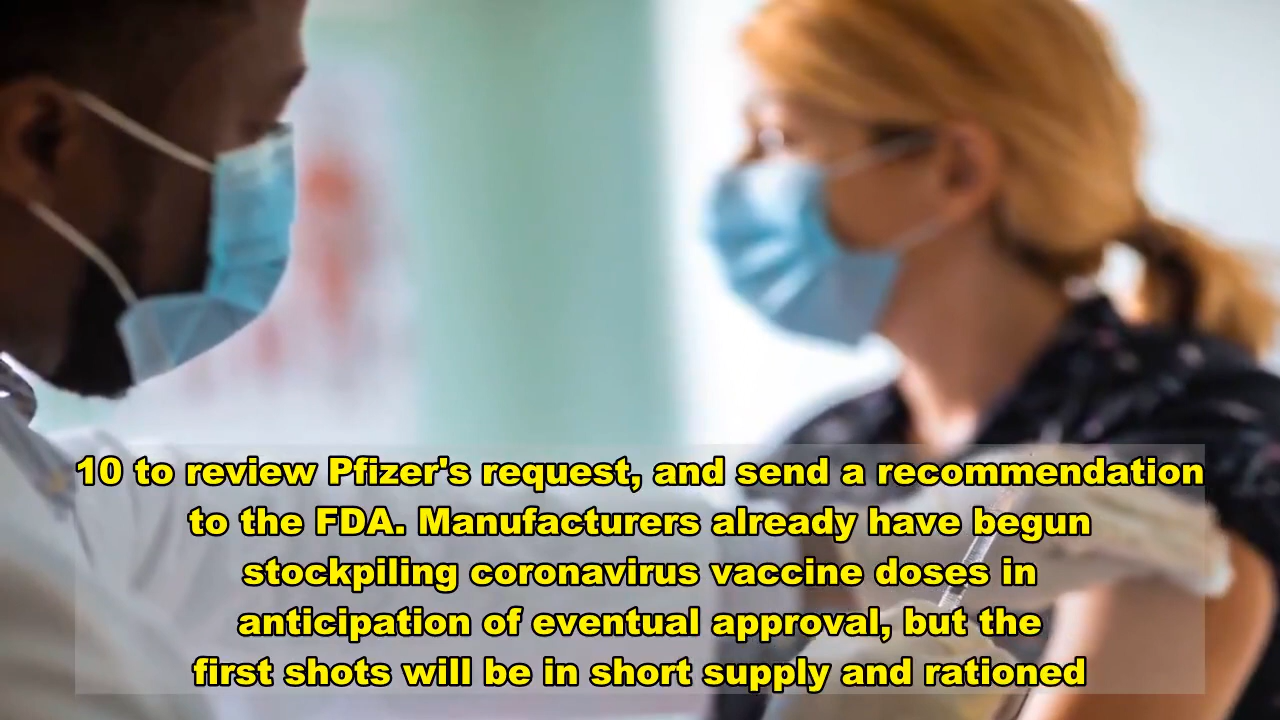 10 to review Pfizer's request, and send a recommendation
to the FDA. Manufacturers already have begun
stockpiling coronavirus vaccine doses in
anticipation of eventual approval, but the
first shots will be in short supply and rationed